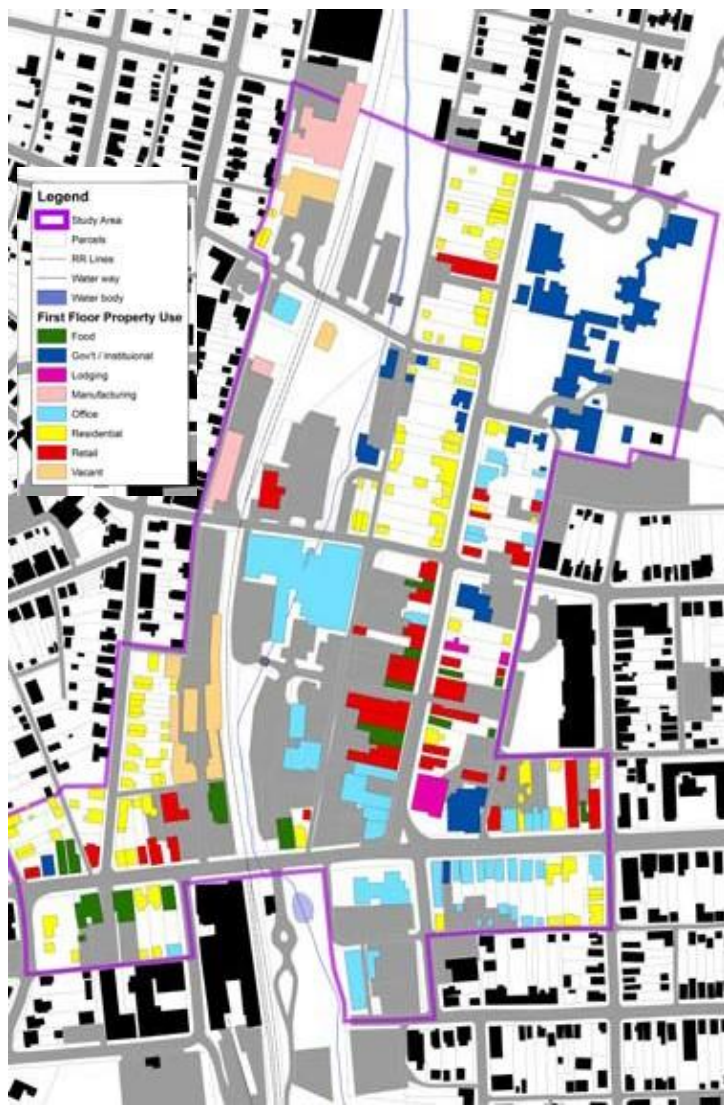 Legend
Study Area
Parcels
RR Lines
Water way
Water body
First Floor Property Use
Food
Gov't / Instituional
Lodging
Manufacturing
Office
Residential
Retail
Vacant